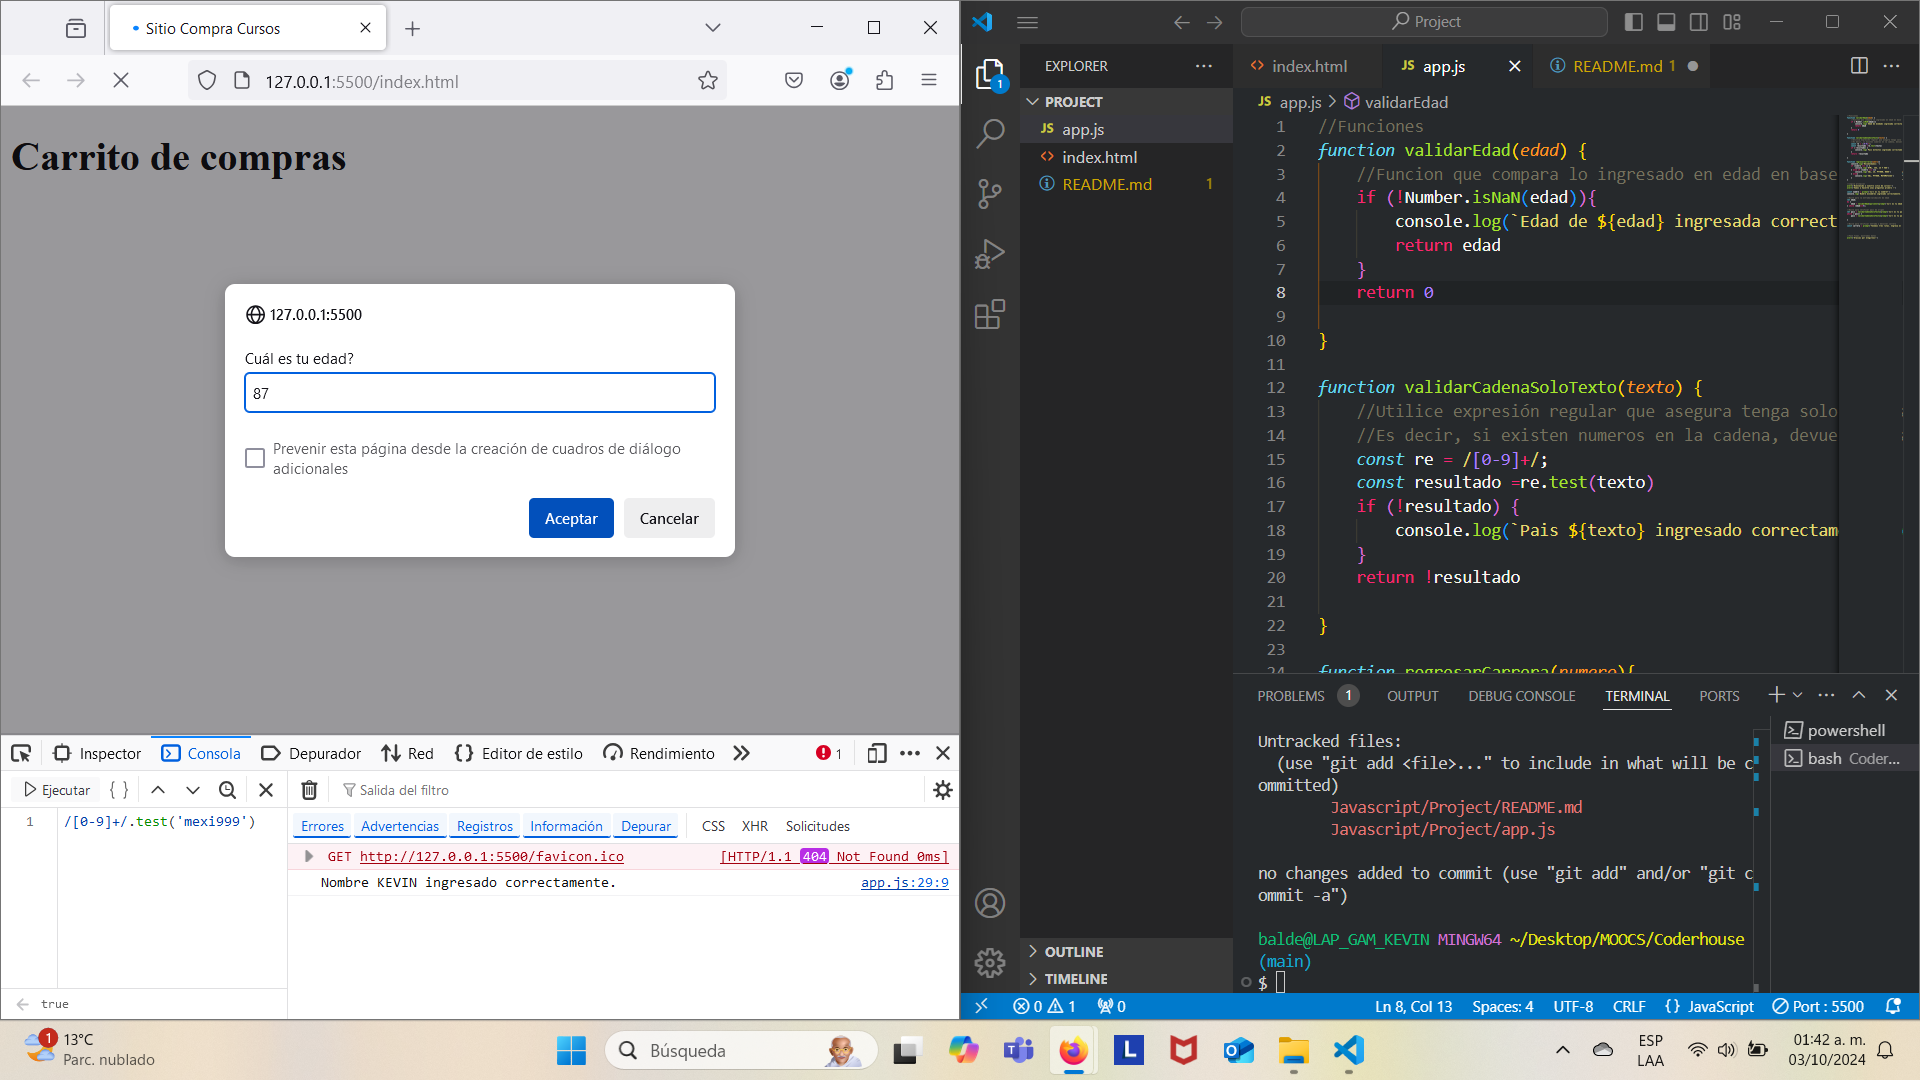 Sitio Compra Cursos
127.0.0.1:5500/index.html
Carrito de compras
127.0.0.1:5500
Cuál es tu edad?
87
Prevenir esta página desde la creación de cuadros de diálogo
adicionales
Aceptar
Cancelar
Inspector
Consola
Depurador
Red
Editor de estilo
Rendimiento
1
Ejecutar
Salida del filtro
1 /[0-9]+/.test('mexi999')
true
Errores
Advertencias
Registros
Información
Depurar
CSS
XHR
Solicitudes
GET http://127.0.0.1:5500/favicon.ico [HTTP/1.1 404 Not Found 0ms]
Nombre KEVIN ingresado correctamente. app.js:29:9
Project
1
EXPLORER
PROJECT
JS app.js
index.html
README.md 1
OUTLINE
TIMELINE
index.html
JS app.js
README.md 1
JS app.js > validarEdad
1 //Funciones
2 function validarEdad(edad) {
3 //Funcion que compara lo ingresado en edad en base
4 if (!Number.isNaN(edad)){
5 console.log(`Edad de ${edad} ingresada correct
6 return edad
7 }
8 return 0
9
10 }
11
12 function validarCadenaSoloTexto(texto) {
13 //Utilice expresión regular que asegura tenga solo
14 //Es decir, si existen numeros en la cadena, devue
15 const re = /[0-9]+/;
16 const resultado =re.test(texto)
17 if (!resultado) {
18 console.log(`Pais ${texto} ingresado correctam
19 }
20 return !resultado
21
22 }
23
24 function regresarCarrera(numero){
PROBLEMS 1
OUTPUT
DEBUG CONSOLE
TERMINAL
PORTS
Untracked files:
(use "git add <file>..." to include in what will be c
ommitted)
Javascript/Project/README.md
Javascript/Project/app.js
no changes added to commit (use "git add" and/or "git c
ommit -a")
balde@LAP_GAM_KEVIN MINGW64 ~/Desktop/MOOCS/Coderhouse
(main)
$
powershell
bash Coder...
0 1
0
Ln 8, Col 13
Spaces: 4
UTF-8
CRLF
{} JavaScript
Port : 5500
1
13°C
Parc. nublado
Búsqueda
L
ESP
LAA
01:42 a. m.
03/10/2024